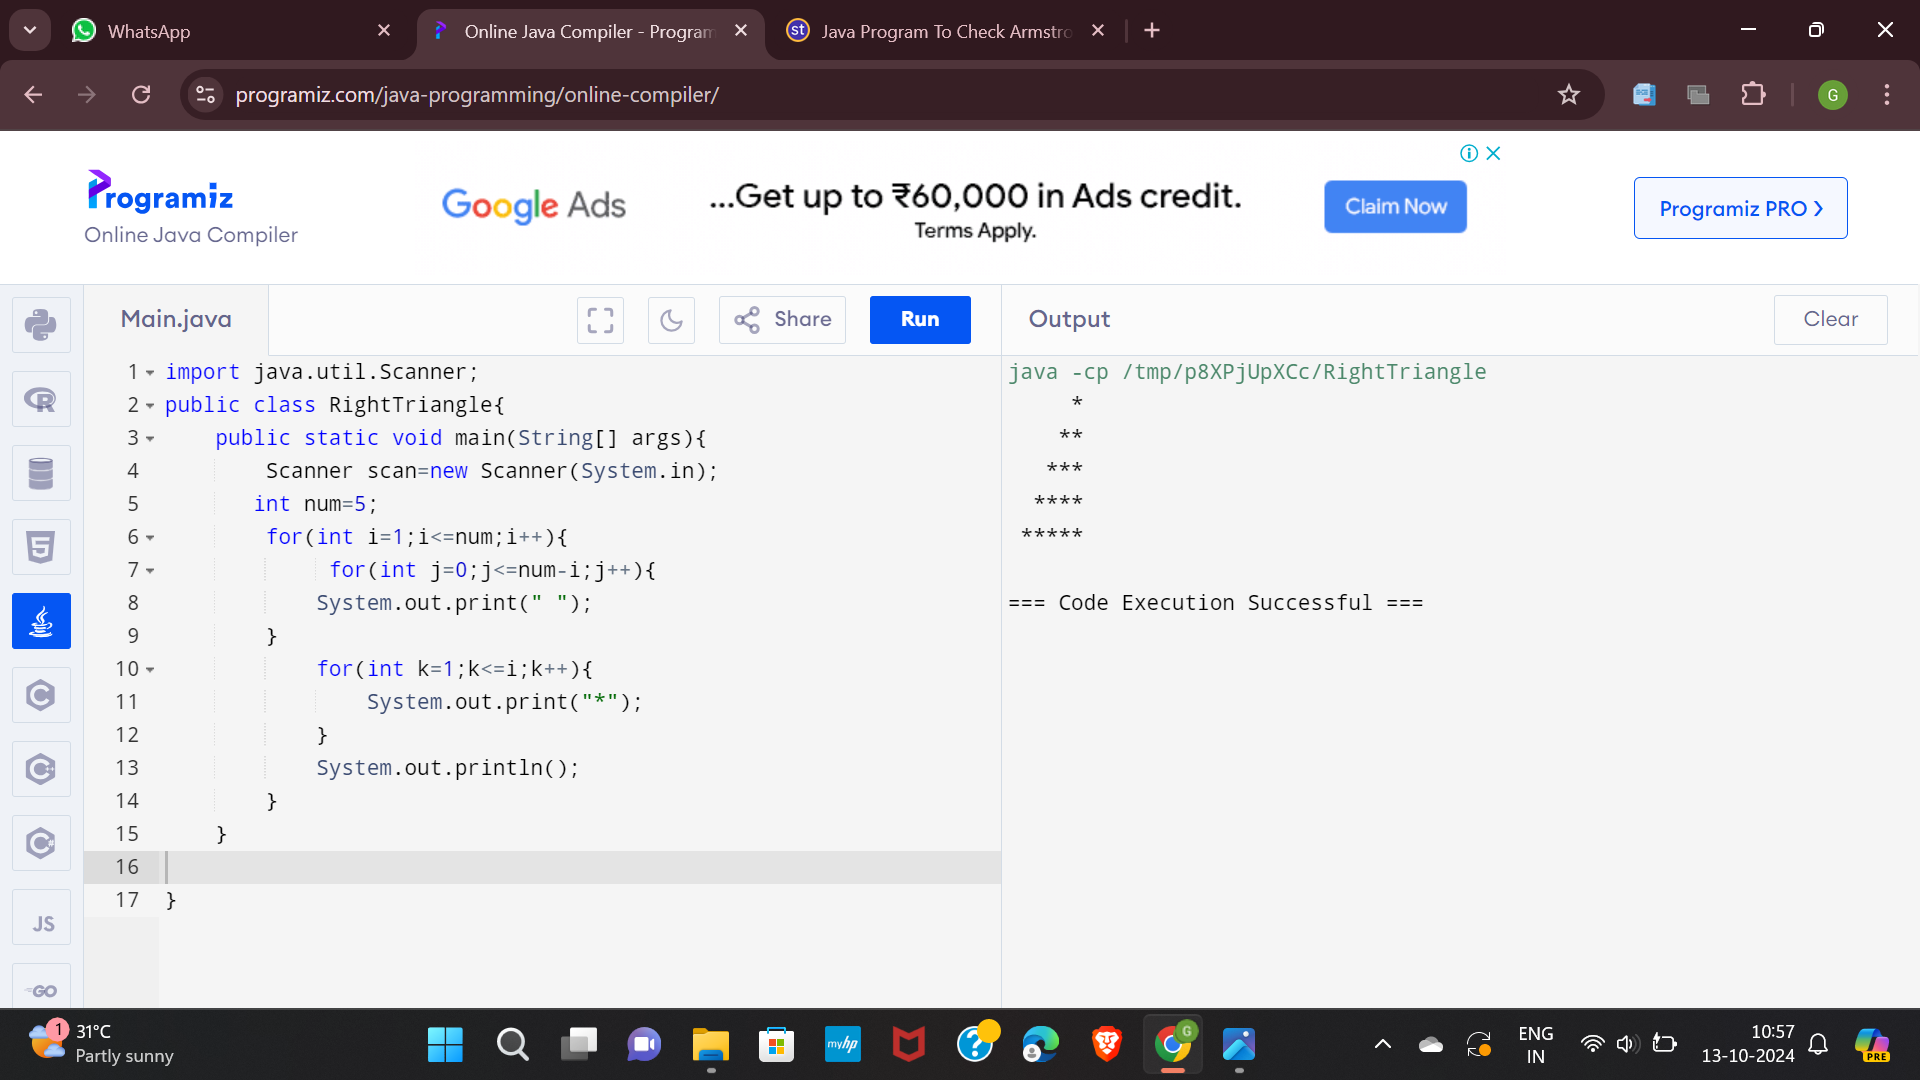 WhatsApp
Online Java Compiler - Program
Java Program To Check Armstro
programiz.com/java-programming/online-compiler/
G
Programiz
Online Java Compiler
Google Ads
...Get up to ₹60,000 in Ads credit.
Terms Apply.
Claim Now
Programiz PRO
Main.java
Share
Run
Output
Clear
1 import java.util.Scanner;
2 public class RightTriangle{
3     public static void main(String[] args){
4         Scanner scan=new Scanner(System.in);
5        int num=5;
6         for(int i=1;i<=num;i++){
7              for(int j=0;j<=num-i;j++){
8             System.out.print(" ");
9         }
10             for(int k=1;k<=i;k++){
11                 System.out.print("*");
12             }
13             System.out.println();
14         }
15     }
16
17 }
java -cp /tmp/p8XPjUpXCc/RightTriangle
     *
    **
   ***
  ****
 *****
=== Code Execution Successful ===
R
5
C
C++
C#
JS
GO
1
31°C
Partly sunny
myhp
G
ENG
IN
10:57
13-10-2024
PRE